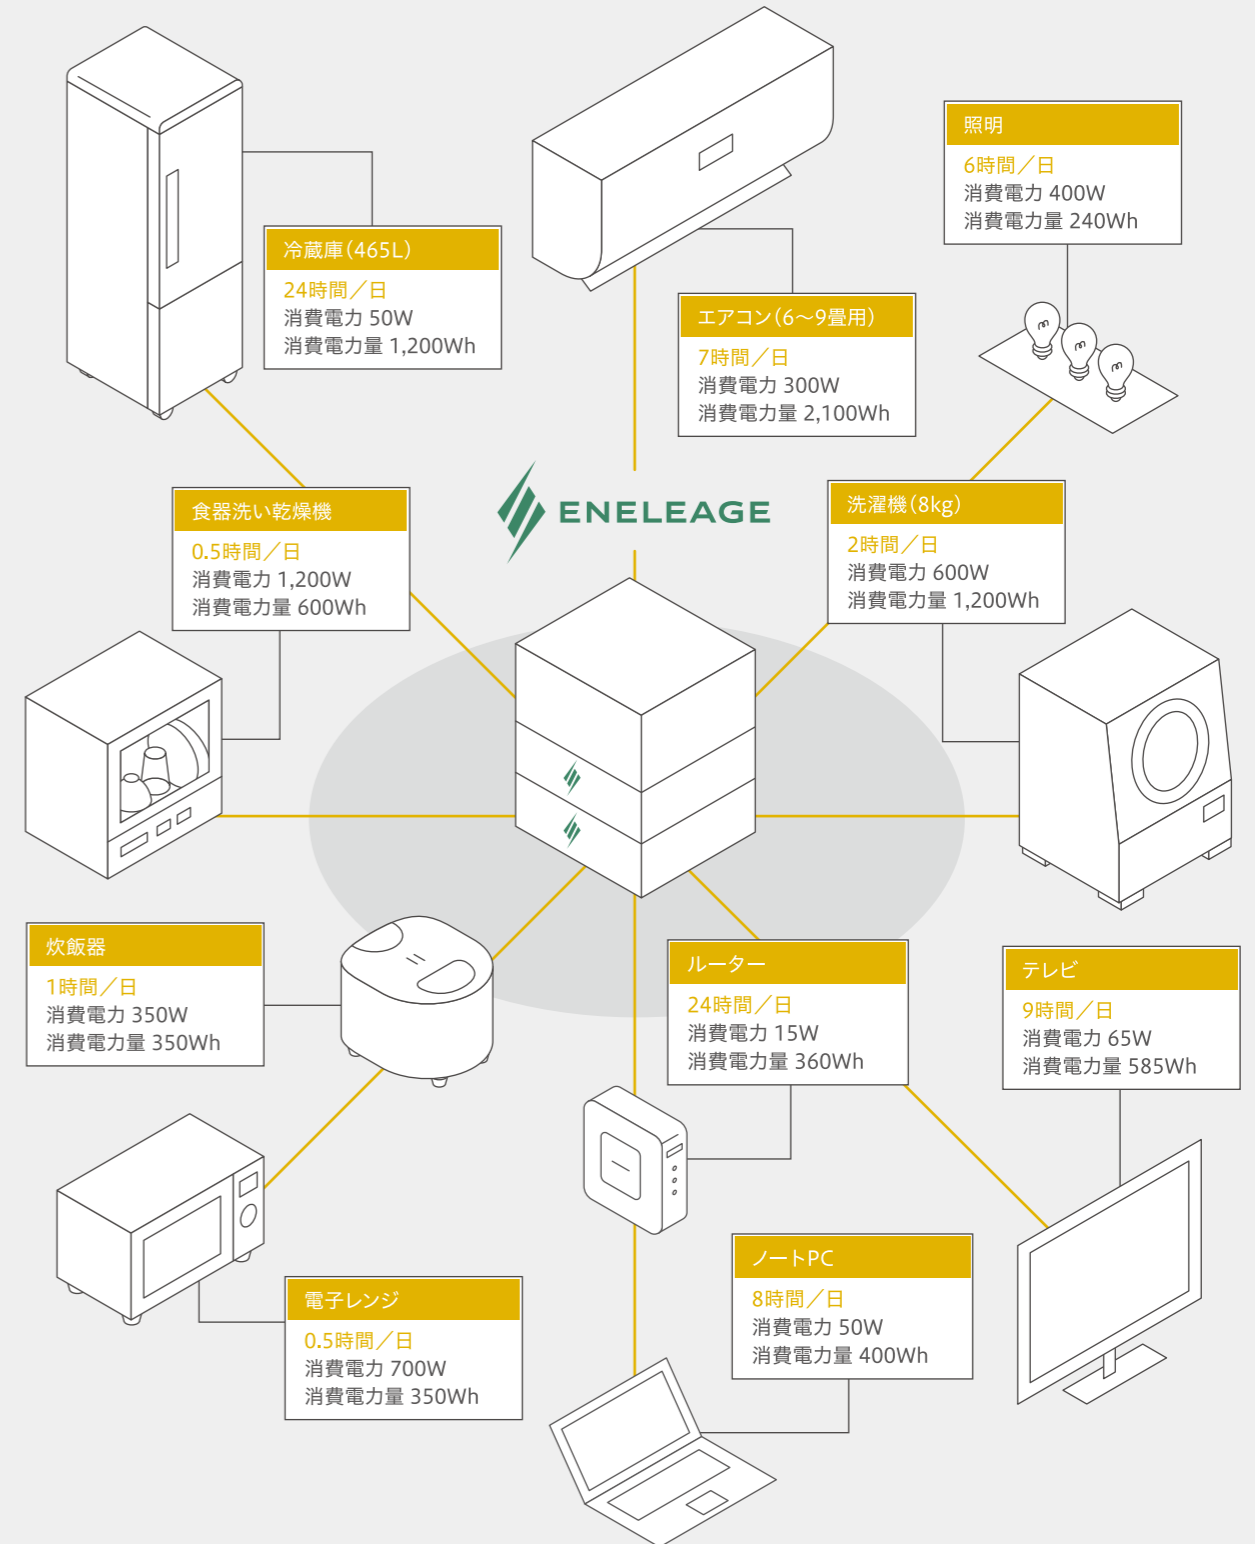 照明
6時間／日
消費電力 400W
消費電力量 240Wh
冷蔵庫（465L）
24時間／日
消費電力 50W
消費電力量 1,200Wh
エアコン（6〜9畳用）
7時間／日
消費電力 300W
消費電力量 2,100Wh
ENELEAGE
食器洗い乾燥機
0.5時間／日
消費電力 1,200W
消費電力量 600Wh
洗濯機（8kg）
2時間／日
消費電力 600W
消費電力量 1,200Wh
炊飯器
1時間／日
消費電力 350W
消費電力量 350Wh
ルーター
24時間／日
消費電力 15W
消費電力量 360Wh
テレビ
9時間／日
消費電力 65W
消費電力量 585Wh
電子レンジ
0.5時間／日
消費電力 700W
消費電力量 350Wh
ノートPC
8時間／日
消費電力 50W
消費電力量 400Wh